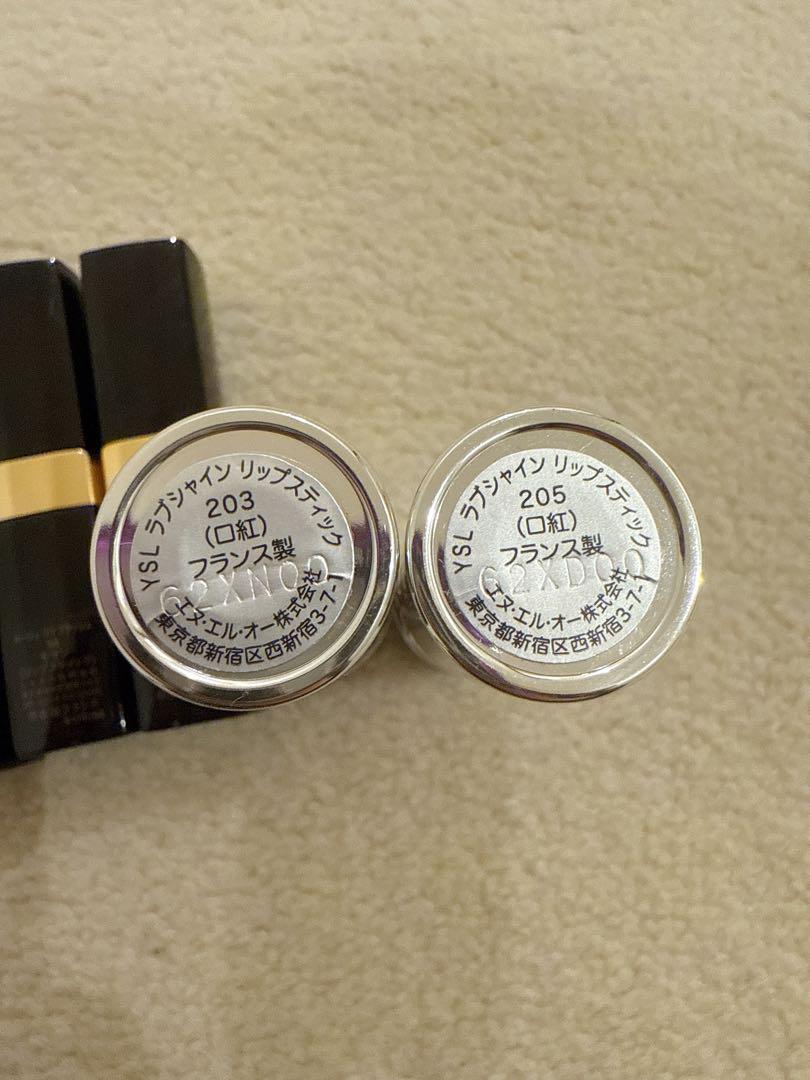 YSL ラブシャイン リップスティック
203
(口紅)
フランス製
エヌ・エル・オー株式会社
東京都新宿区西新宿3-7-1
YSL ラブシャイン リップスティック
205
(口紅)
フランス製
エヌ・エル・オー株式会社
東京都新宿区西新宿3-7-1